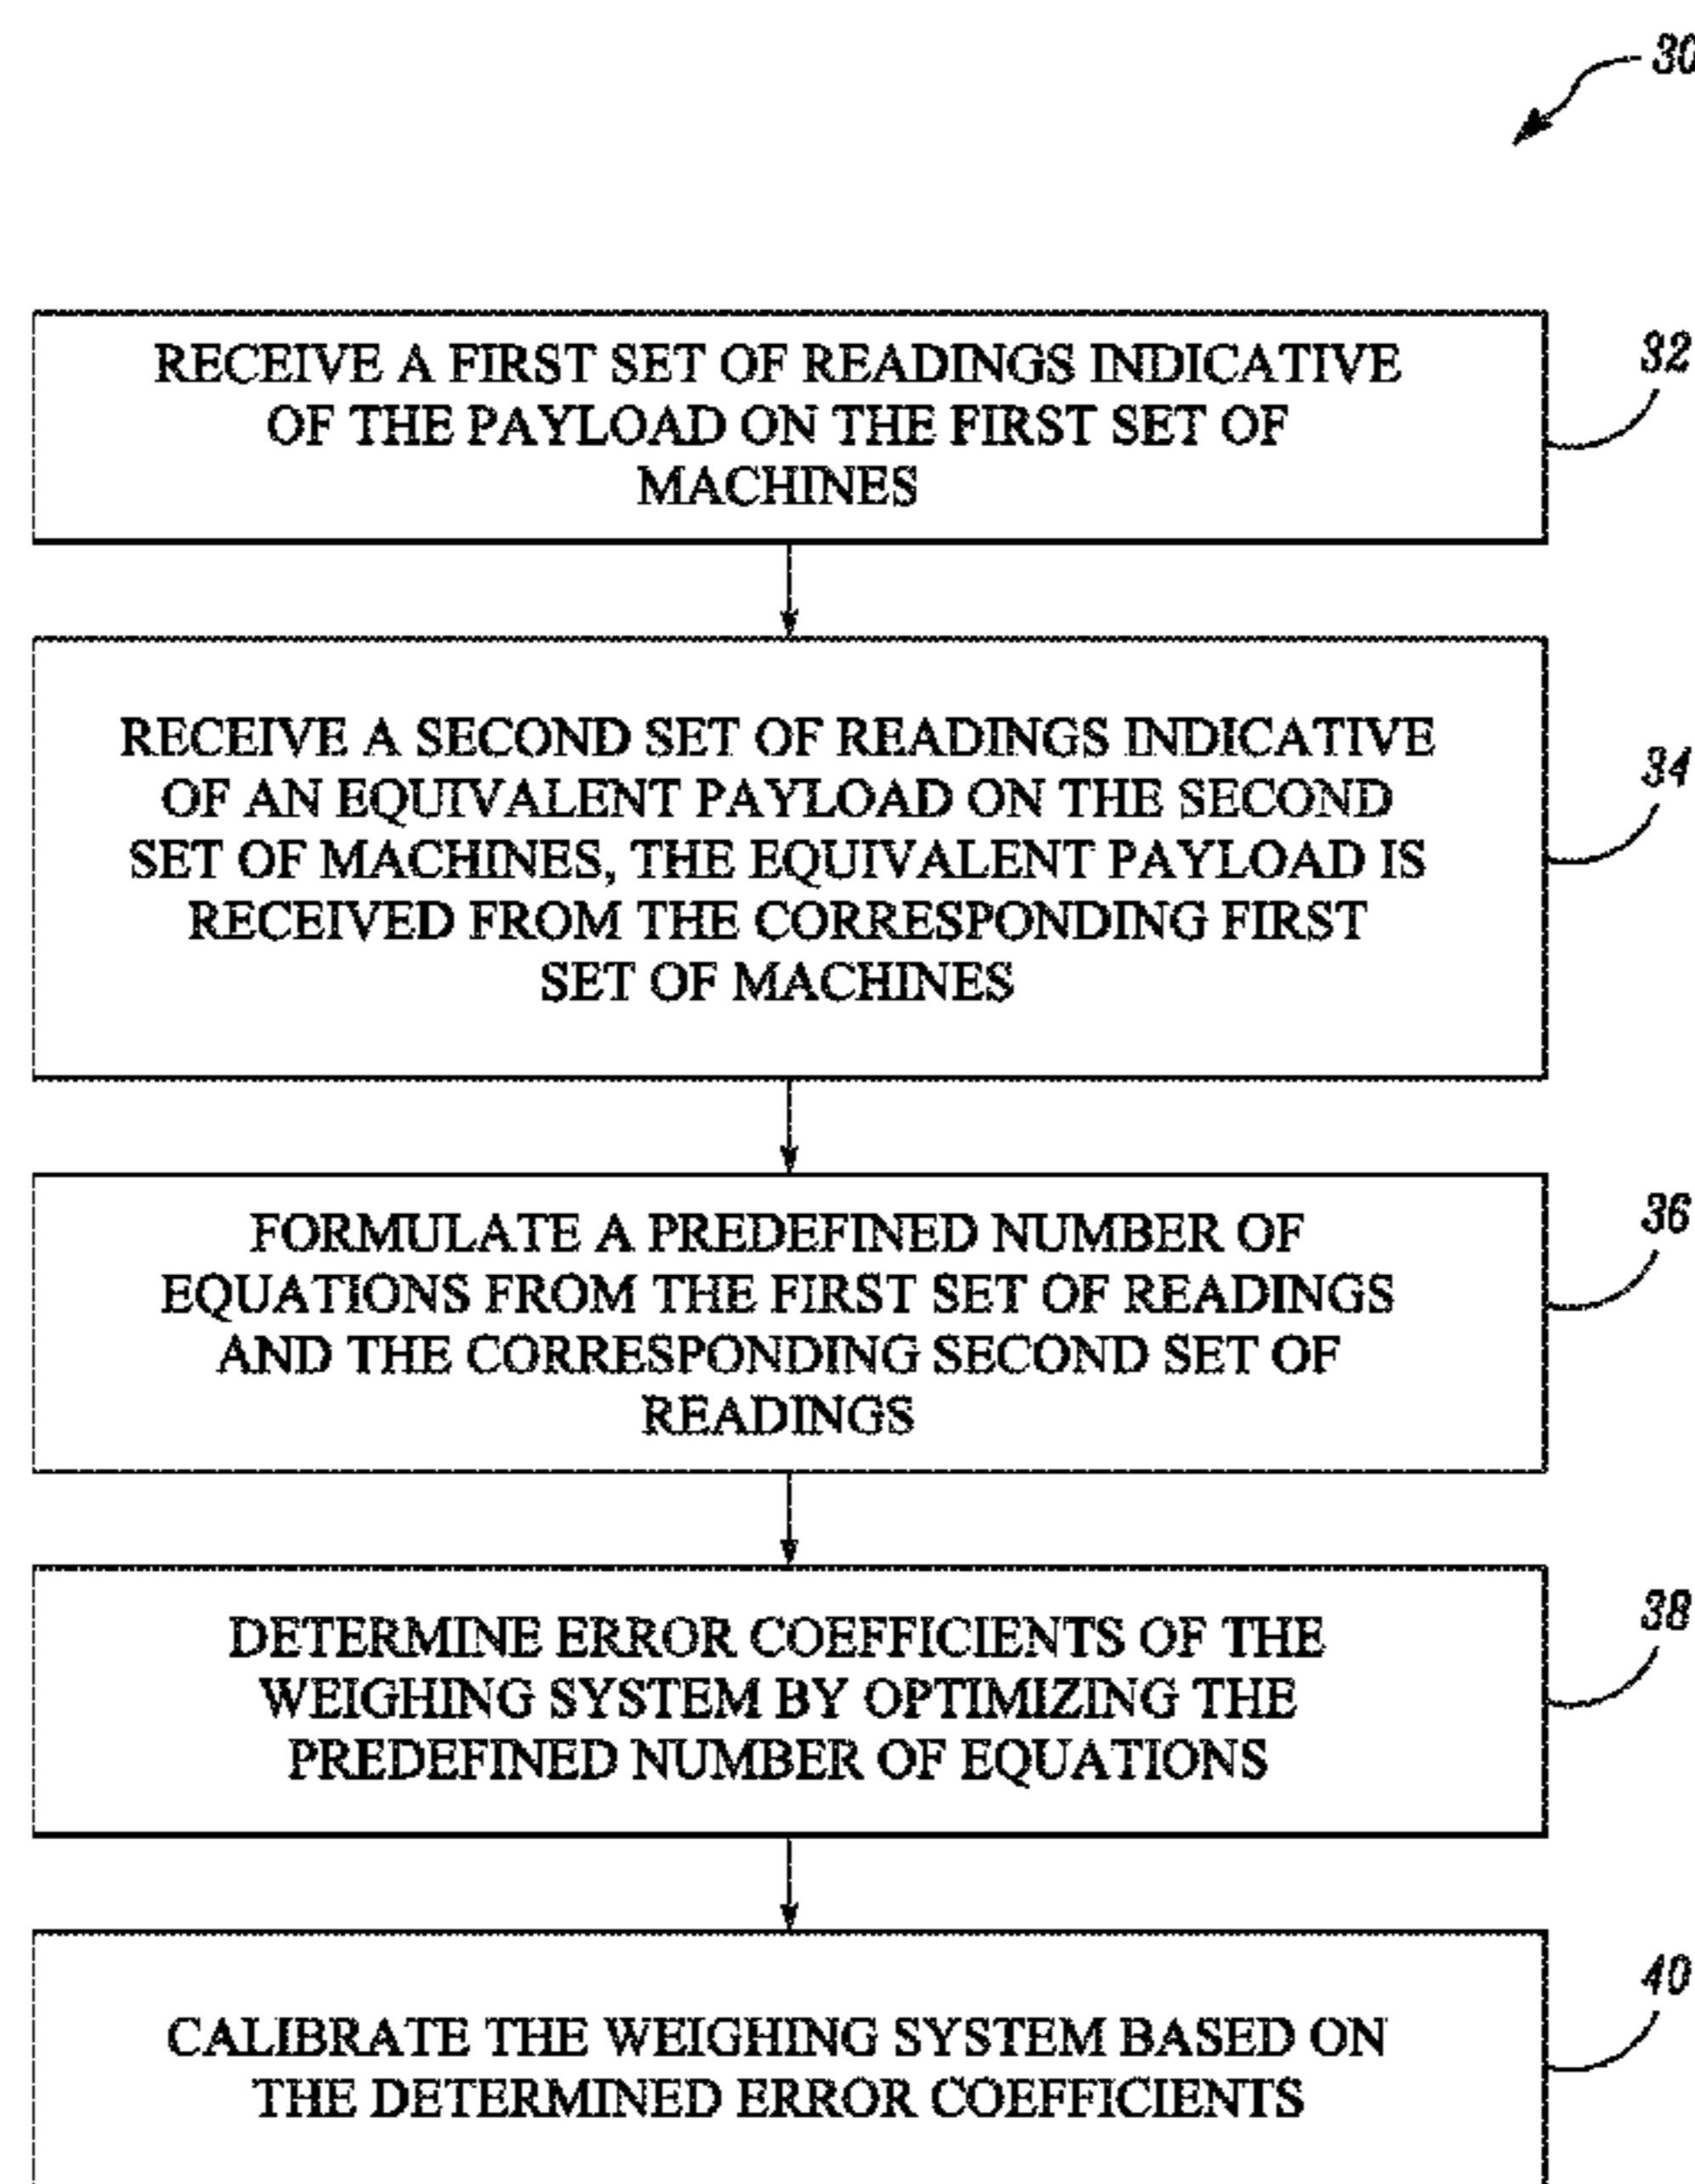 30
RECEIVE A FIRST SET OF READINGS INDICATIVE
OF THE PAYLOAD ON THE FIRST SET OF
MACHINES
32
RECEIVE A SECOND SET OF READINGS INDICATIVE
OF AN EQUIVALENT PAYLOAD ON THE SECOND
SET OF MACHINES, THE EQUIVALENT PAYLOAD IS
RECEIVED FROM THE CORRESPONDING FIRST
SET OF MACHINES
34
FORMULATE A PREDEFINED NUMBER OF
EQUATIONS FROM THE FIRST SET OF READINGS
AND THE CORRESPONDING SECOND SET OF
READINGS
36
DETERMINE ERROR COEFFICIENTS OF THE
WEIGHING SYSTEM BY OPTIMIZING THE
PREDEFINED NUMBER OF EQUATIONS
38
CALIBRATE THE WEIGHING SYSTEM BASED ON
THE DETERMINED ERROR COEFFICIENTS
40